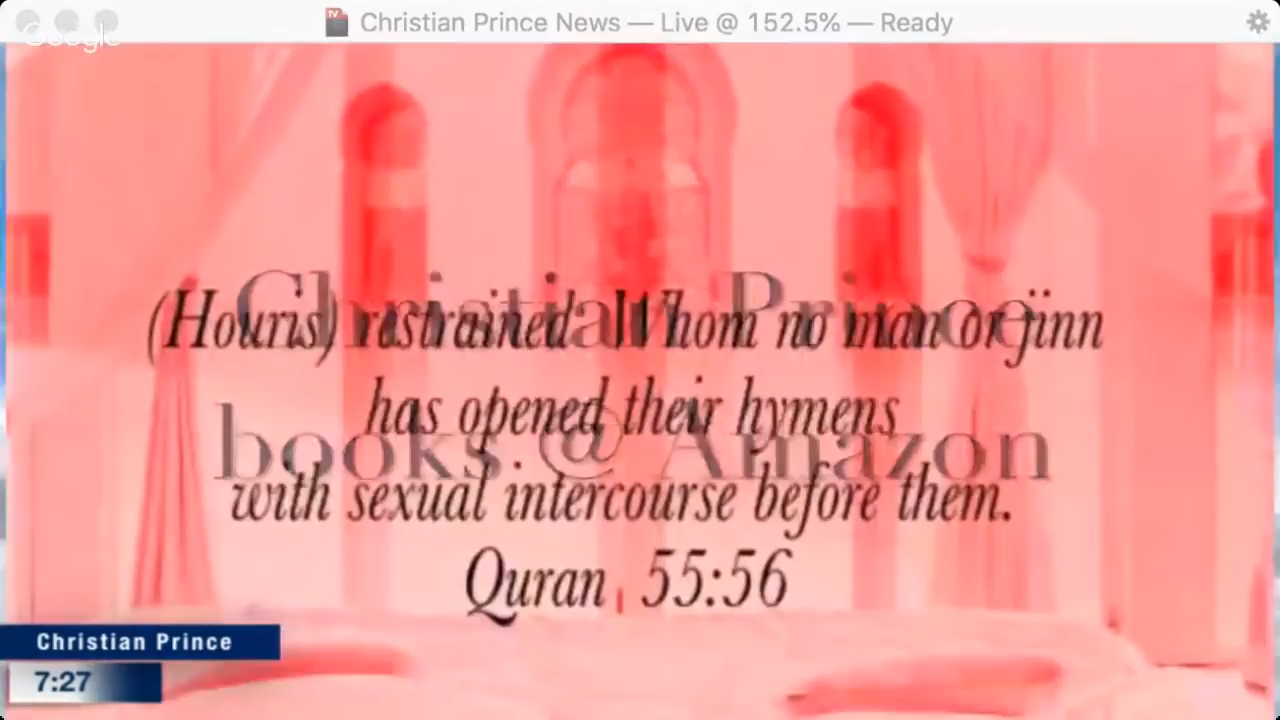 Google
Christian Prince News — Live @ 152.5% — Ready
Christian Prince
(Houris) restrained: Whom no man or jinn
has opened their hymens
books @ Amazon
with sexual intercourse before them.
Quran 55:56
Christian Prince
7:27